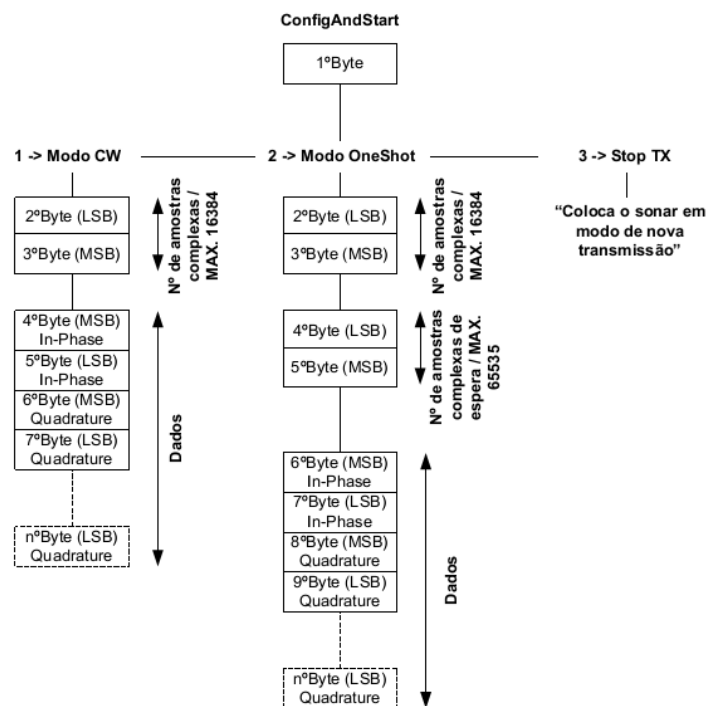 ConfigAndStart
1ºByte
1 -> Modo CW
2 -> Modo OneShot
3 -> Stop TX
2ºByte (LSB)
3ºByte (MSB)
Nº de amostras
complexas /
MAX. 16384
4ºByte (MSB)
In-Phase
5ºByte (LSB)
In-Phase
6ºByte (MSB)
Quadrature
7ºByte (LSB)
Quadrature
nºByte (LSB)
Quadrature
Dados
2ºByte (LSB)
3ºByte (MSB)
Nº de amostras
complexas /
MAX. 16384
4ºByte (LSB)
5ºByte (MSB)
Nº de amostras
complexas de
espera / MAX.
65535
6ºByte (MSB)
In-Phase
7ºByte (LSB)
In-Phase
8ºByte (MSB)
Quadrature
9ºByte (LSB)
Quadrature
nºByte (LSB)
Quadrature
Dados
“Coloca o sonar em
modo de nova
transmissão”